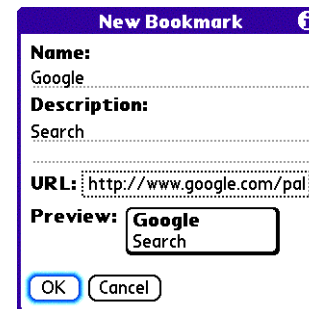 New Bookmark
Name:
Google
Description:
Search
URL: http://www.google.com/pal
Preview: Google
Search
OK Cancel